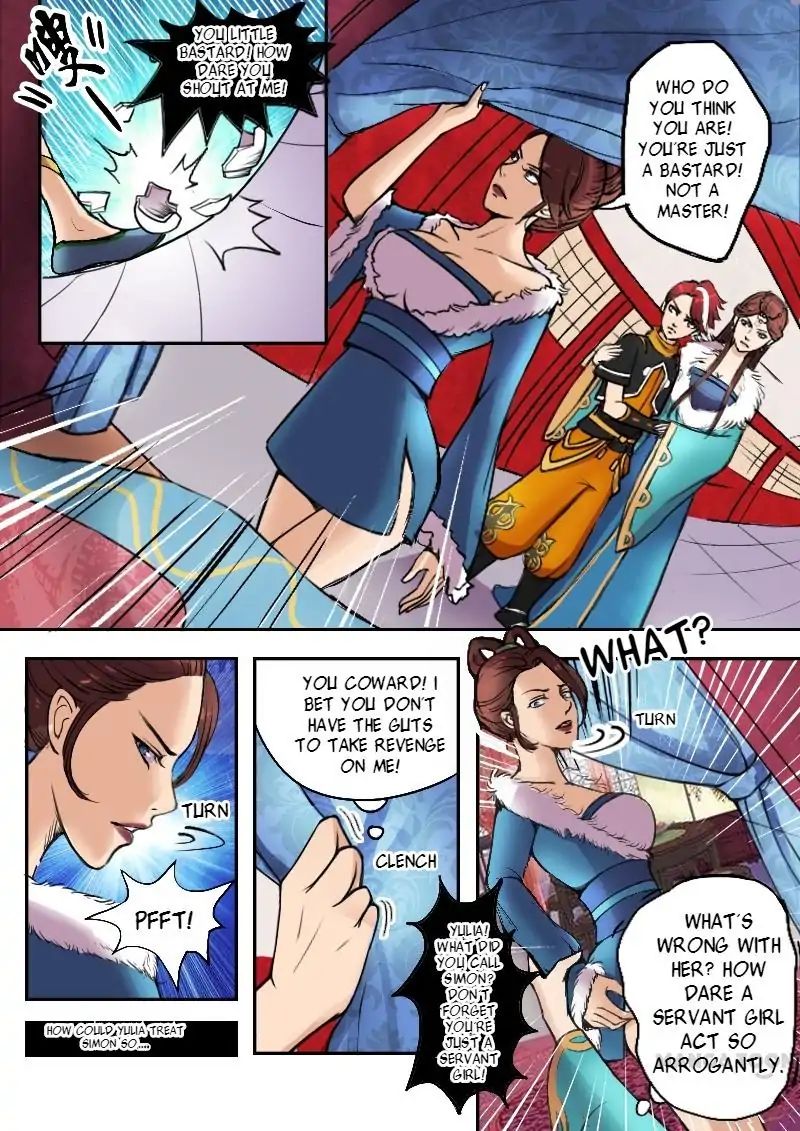 YOU LITTLE
BASTARD! HOW
DARE YOU
SHOUT AT ME!
WHO DO
YOU THINK
YOU ARE!
YOU'RE JUST
A BASTARD!
NOT A
MASTER!
TURN
PFFT!
HOW COULD YULIA TREAT
SIMON SO....
YOU COWARD! I
BET YOU DON'T
HAVE THE GUTS
TO TAKE REVENGE
ON ME!
CLENCH
YULIA!
WHAT DID
YOU CALL
SIMON?
DON'T
FORGET
YOU'RE
JUST A
SERVANT
GIRL!
WHAT?
TURN
WHAT'S
WRONG WITH
HER? HOW
DARE A
SERVANT GIRL
ACT SO
ARROGANTLY.